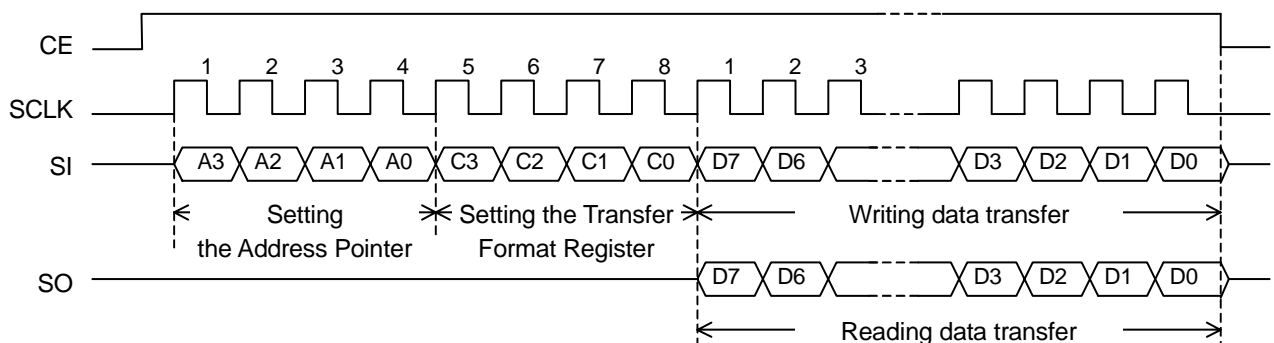 CE
1 2 3 4 5 6 7 8 1 2 3
SCLK
SI A3 A2 A1 A0 C3 C2 C1 C0 D7 D6 D3 D2 D1 D0
Setting Setting the Transfer Writing data transfer
the Address Pointer Format Register
SO D7 D6 D3 D2 D1 D0
Reading data transfer